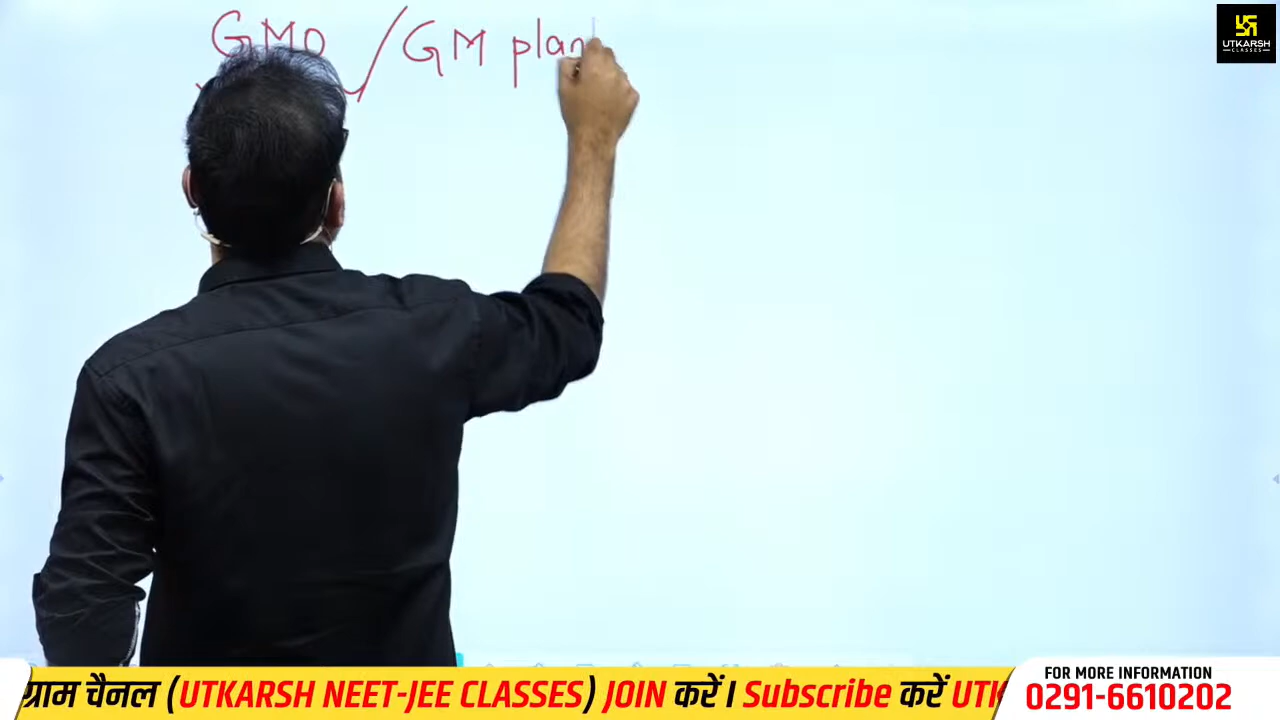 GMO / GM plan
UTKARSH
CLASSES
ग्राम चैनल (UTKARSH NEET-JEE CLASSES) JOIN करें I Subscribe करें UTK
FOR MORE INFORMATION
0291-6610202